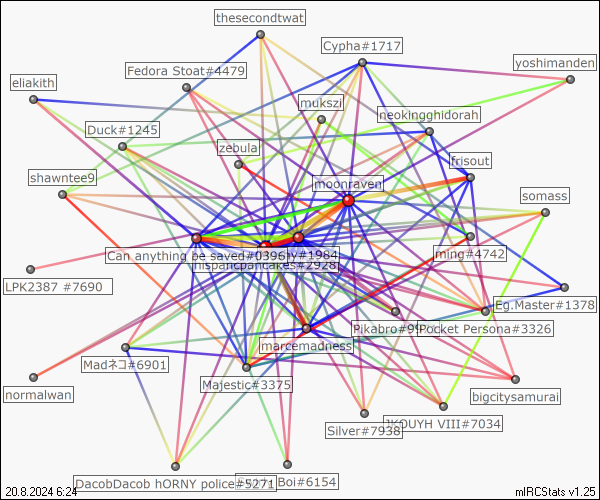 thesecondtwat
Cypha#1717
yoshimanden
Fedora Stoat#4479
eliakith
mukszi
neokingghidorah
Duck#1245
zebula
frisout
shawntee9
moonraven
somass
Can anything be saved#0396
#1984
hispanicpancakes#2928
ming#4742
LPK2387 #7690
Eg.Master#1378
Pikabro#99
Pocket Persona#3326
marcemadness
Madネコ#6901
Majestic#3375
normalwan
bigcitysamurai
Silver#7938
JKOUYH VIII#7034
DacobDacob hORNY police#5271
Boi#6154
20.8.2024 6:24
mIRCStats v1.25